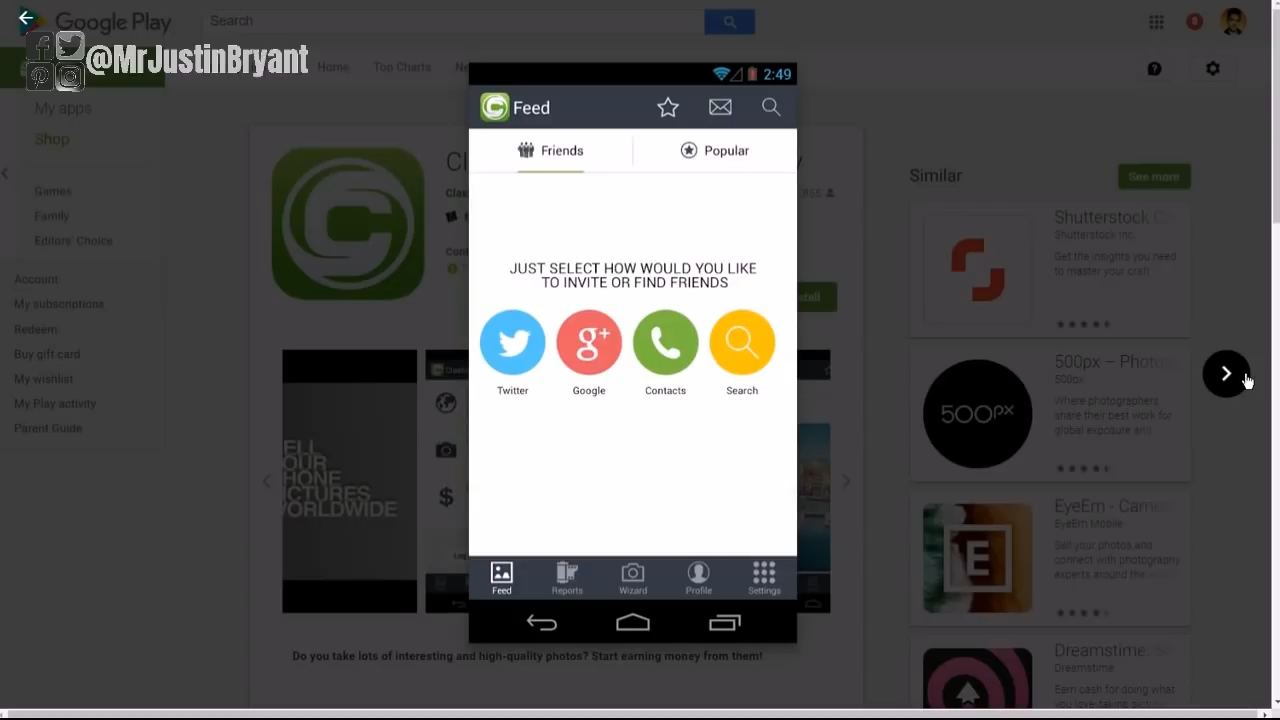 Google Play
Search
@MrJustinBryant
Home
Top Charts
My apps
Shop
Games
Family
Editors' Choice
Account
My subscriptions
Redeem
Buy gift card
My wishlist
My Play activity
Parent Guide
2:49
Feed
Friends
Popular
JUST SELECT HOW WOULD YOU LIKE
TO INVITE OR FIND FRIENDS
Twitter
Google
Contacts
Search
Feed
Reports
Wizard
Profile
Settings
$
Do you take lots of interesting and high-quality photos? Start earning money from them!
Similar
See more
Shutterstock C
Shutterstock Inc.
Get the insights you need
to master your craft
500px – Photo
500px
500px
Where photographers
share their best work for
global exposure and
EyeEm - Came
EyeEm Mobile
Sell your photos and
connect with photography
experts around the
Dreamstime.
Dreamstime
Earn cash for doing what